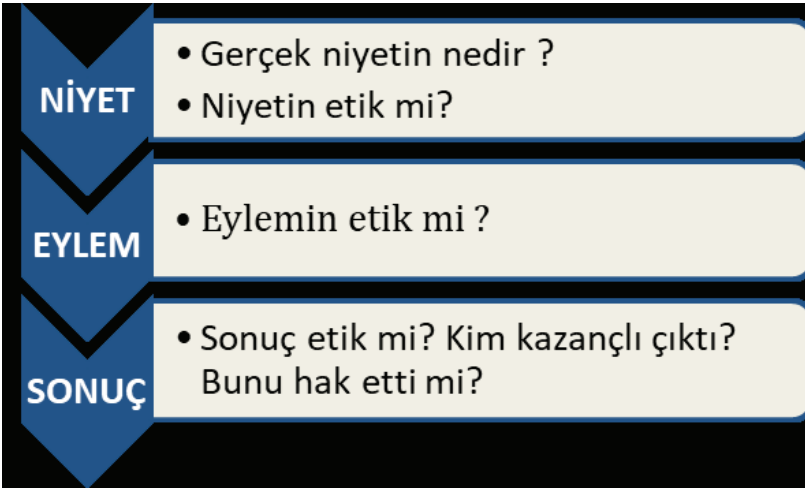 NİYET
• Gerçek niyetin nedir ?
• Niyetin etik mi?
EYLEM
• Eylemin etik mi ?
SONUÇ
• Sonuç etik mi? Kim kazançlı çıktı?
Bunu hak etti mi?